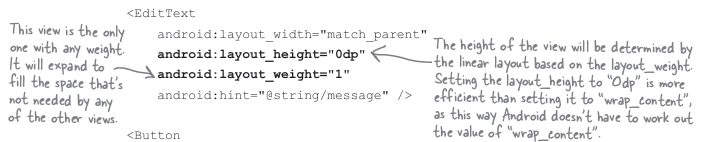 <EditText
This view is the only
one with any weight.
It will expand to
fill the space that's
not needed by any
of the other views.
android:layout_width="match_parent"
android:layout_height="0dp"
android:layout_weight="1"
android:hint="@string/message" />
The height of the view will be determined by
the linear layout based on the layout_weight.
Setting the layout_height to "0dp" is more
efficient than setting it to "wrap_content",
as this way Android doesn't have to work out
the value of "wrap_content".
<Button